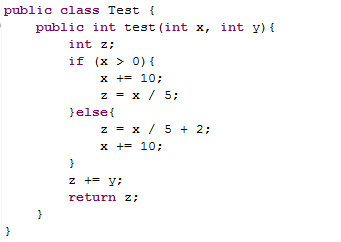 public class Test {
    public int test(int x, int y){
        int z;
        if (x > 0){
            x += 10;
            z = x / 5;
        }else{
            z = x / 5 + 2;
            x += 10;
        }
        z += y;
        return z;
    }
}